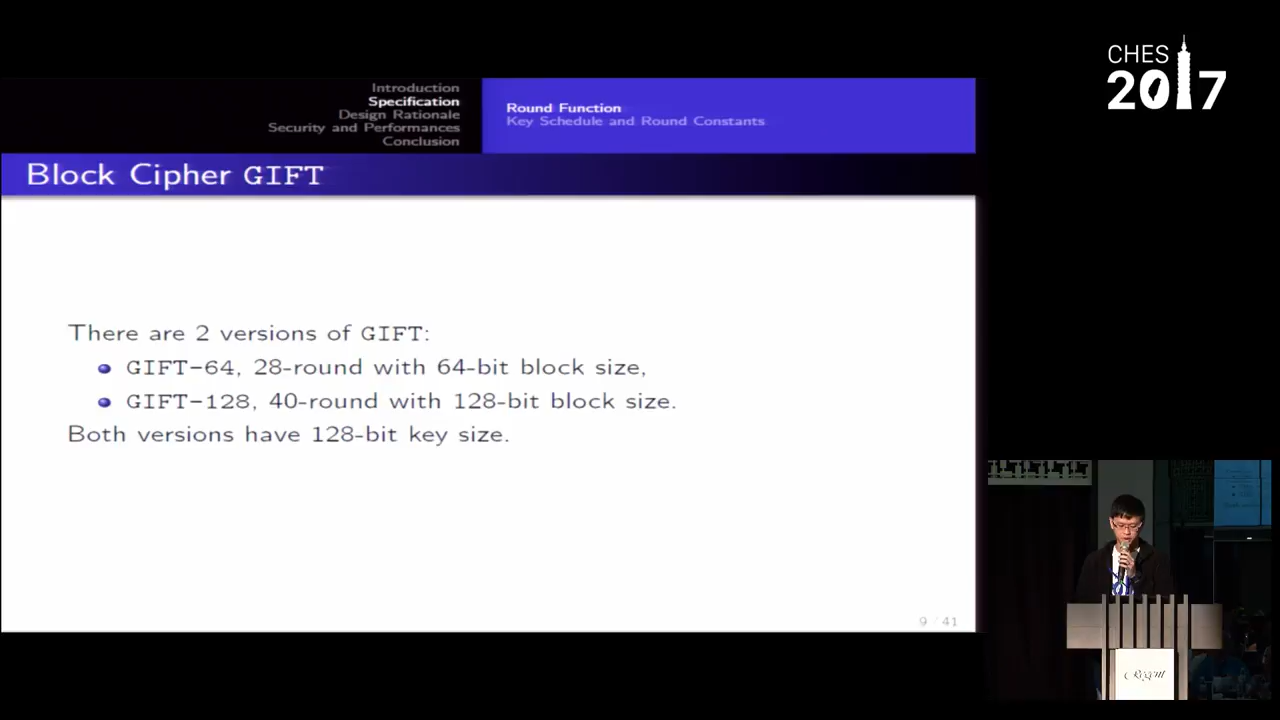 CHES
2017
Introduction
Specification
Design Rationale
Security and Performances
Conclusion
Round Function
Key Schedule and Round Constants
Block Cipher GIFT
There are 2 versions of GIFT:
GIFT-64, 28-round with 64-bit block size,
GIFT-128, 40-round with 128-bit block size.
Both versions have 128-bit key size.
9 / 41
Regent